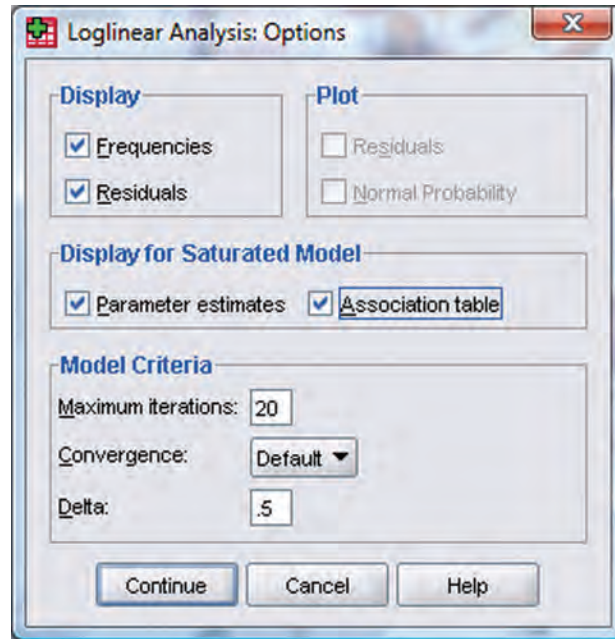 Loglinear Analysis: Options
Display
Frequencies
Residuals
Plot
Residuals
Normal Probability
Display for Saturated Model
Parameter estimates
Association table
Model Criteria
Maximum iterations: 20
Convergence: Default
Delta: .5
Continue
Cancel
Help